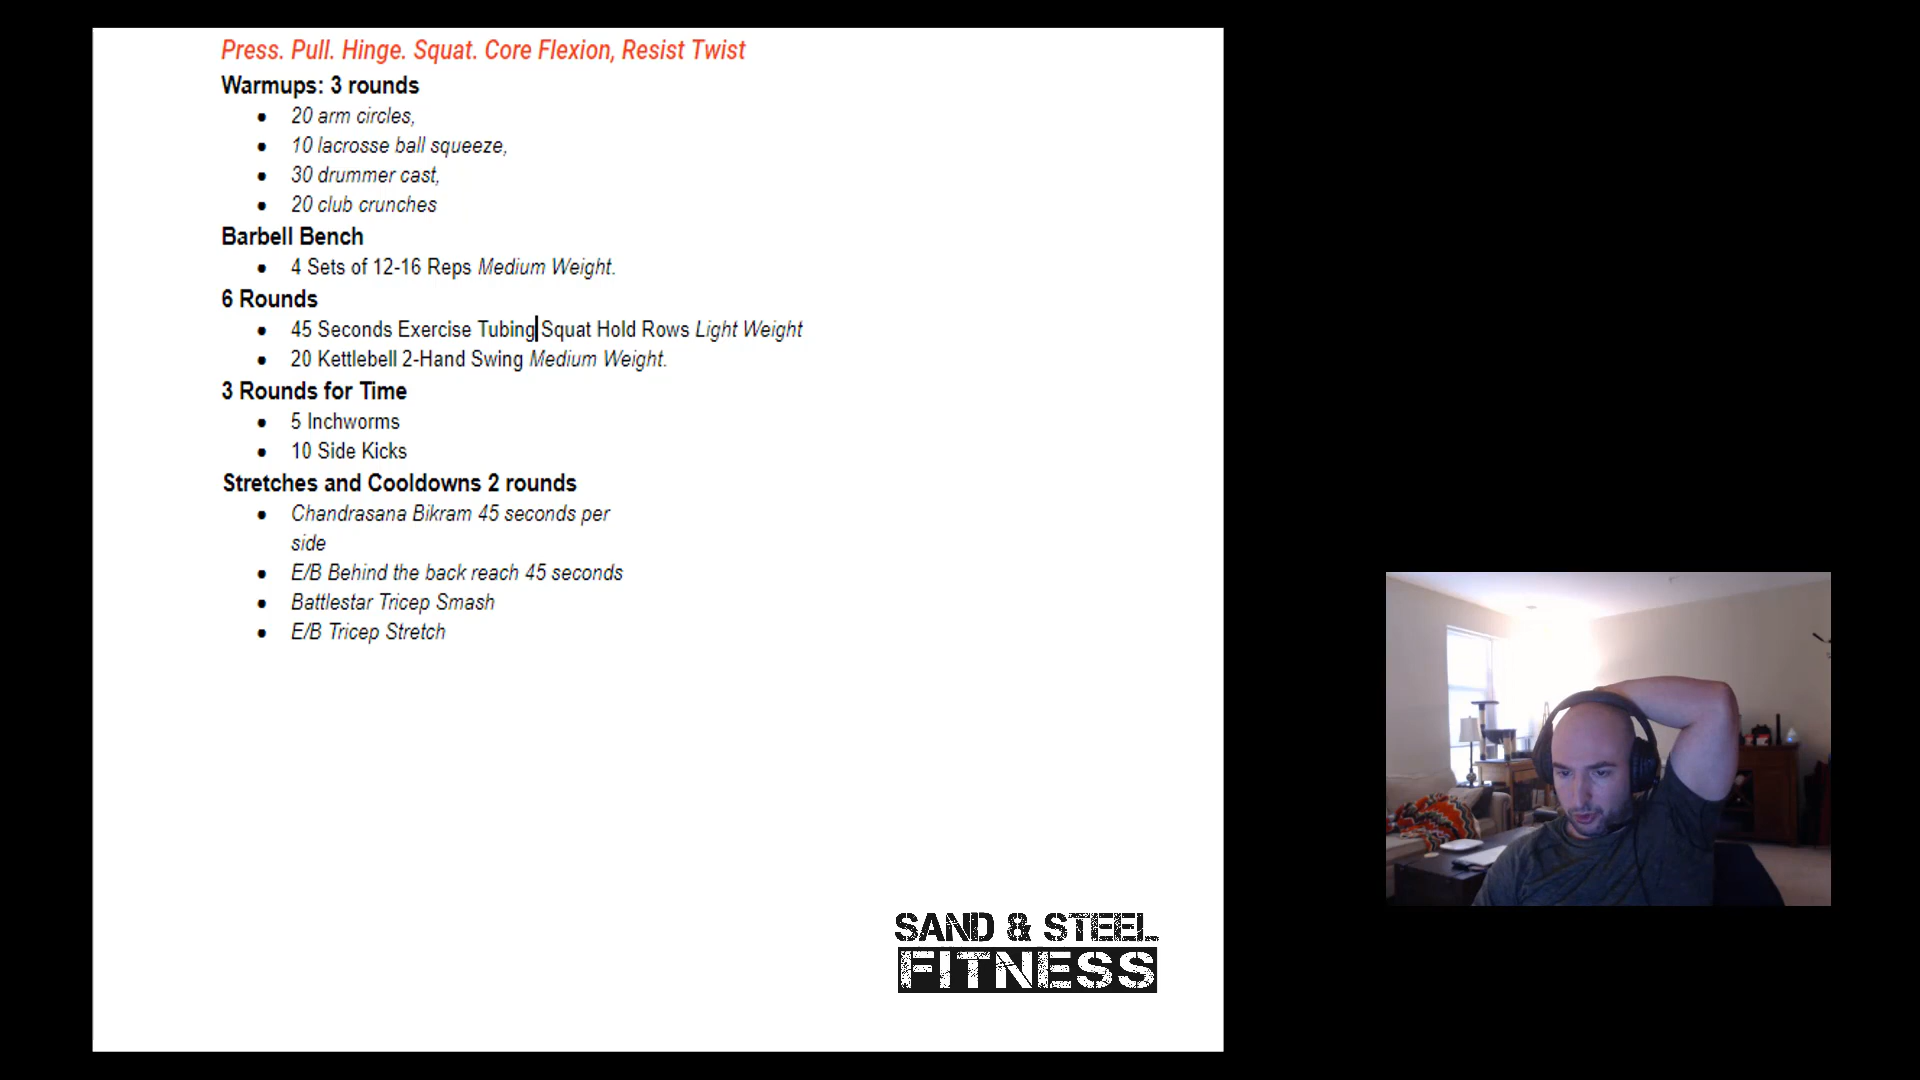 Press. Pull. Hinge. Squat. Core Flexion, Resist Twist
Warmups: 3 rounds
20 arm circles,
10 lacrosse ball squeeze,
30 drummer cast,
20 club crunches
Barbell Bench
4 Sets of 12-16 Reps Medium Weight.
6 Rounds
45 Seconds Exercise Tubing Squat Hold Rows Light Weight
20 Kettlebell 2-Hand Swing Medium Weight.
3 Rounds for Time
5 Inchworms
10 Side Kicks
Stretches and Cooldowns 2 rounds
Chandrasana Bikram 45 seconds per
side
E/B Behind the back reach 45 seconds
Battlestar Tricep Smash
E/B Tricep Stretch
SAND & STEEL
FITNESS